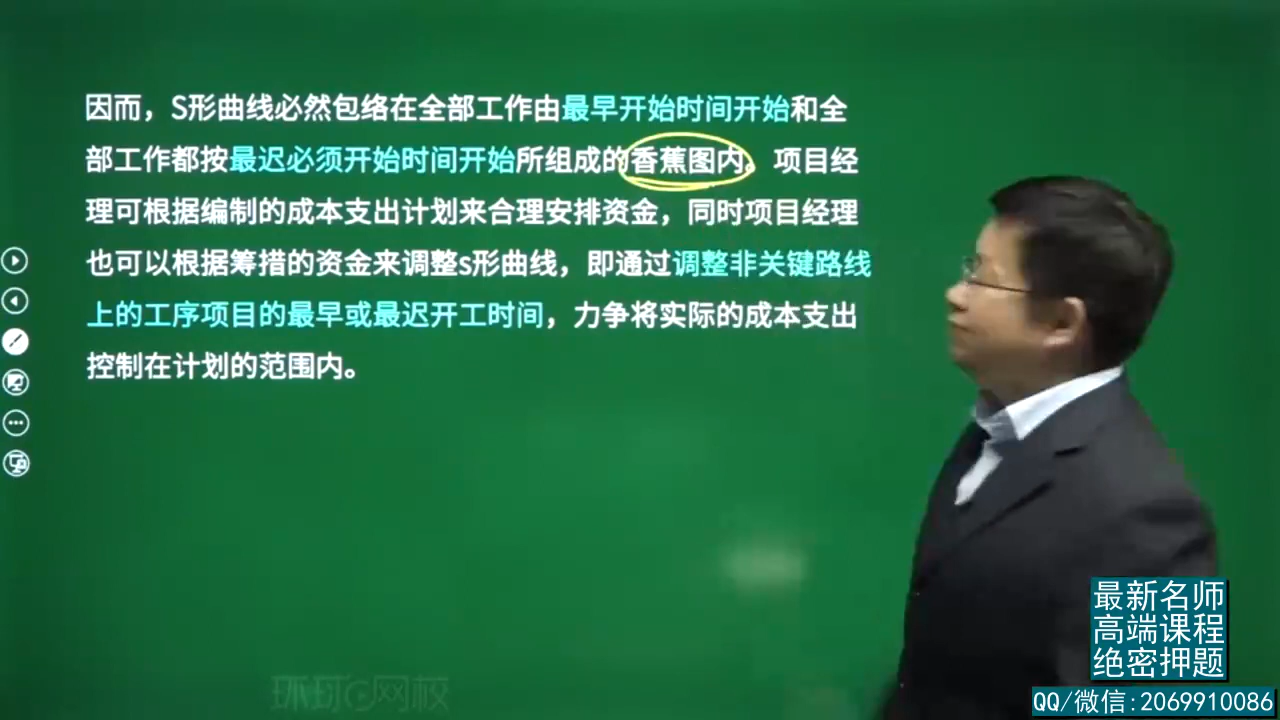 因而，S形曲线必然包络在全部工作由最早开始时间开始和全
部工作都按最迟必须开始时间开始所组成的香蕉图内。项目经
理可根据编制的成本支出计划来合理安排资金，同时项目经理
也可以根据筹措的资金来调整s形曲线，即通过调整非关键路线
上的工序项目的最早或最迟开工时间，力争将实际的成本支出
控制在计划的范围内。
环球网校
最新名师
高端课程
绝密押题
QQ/微信:2069910086